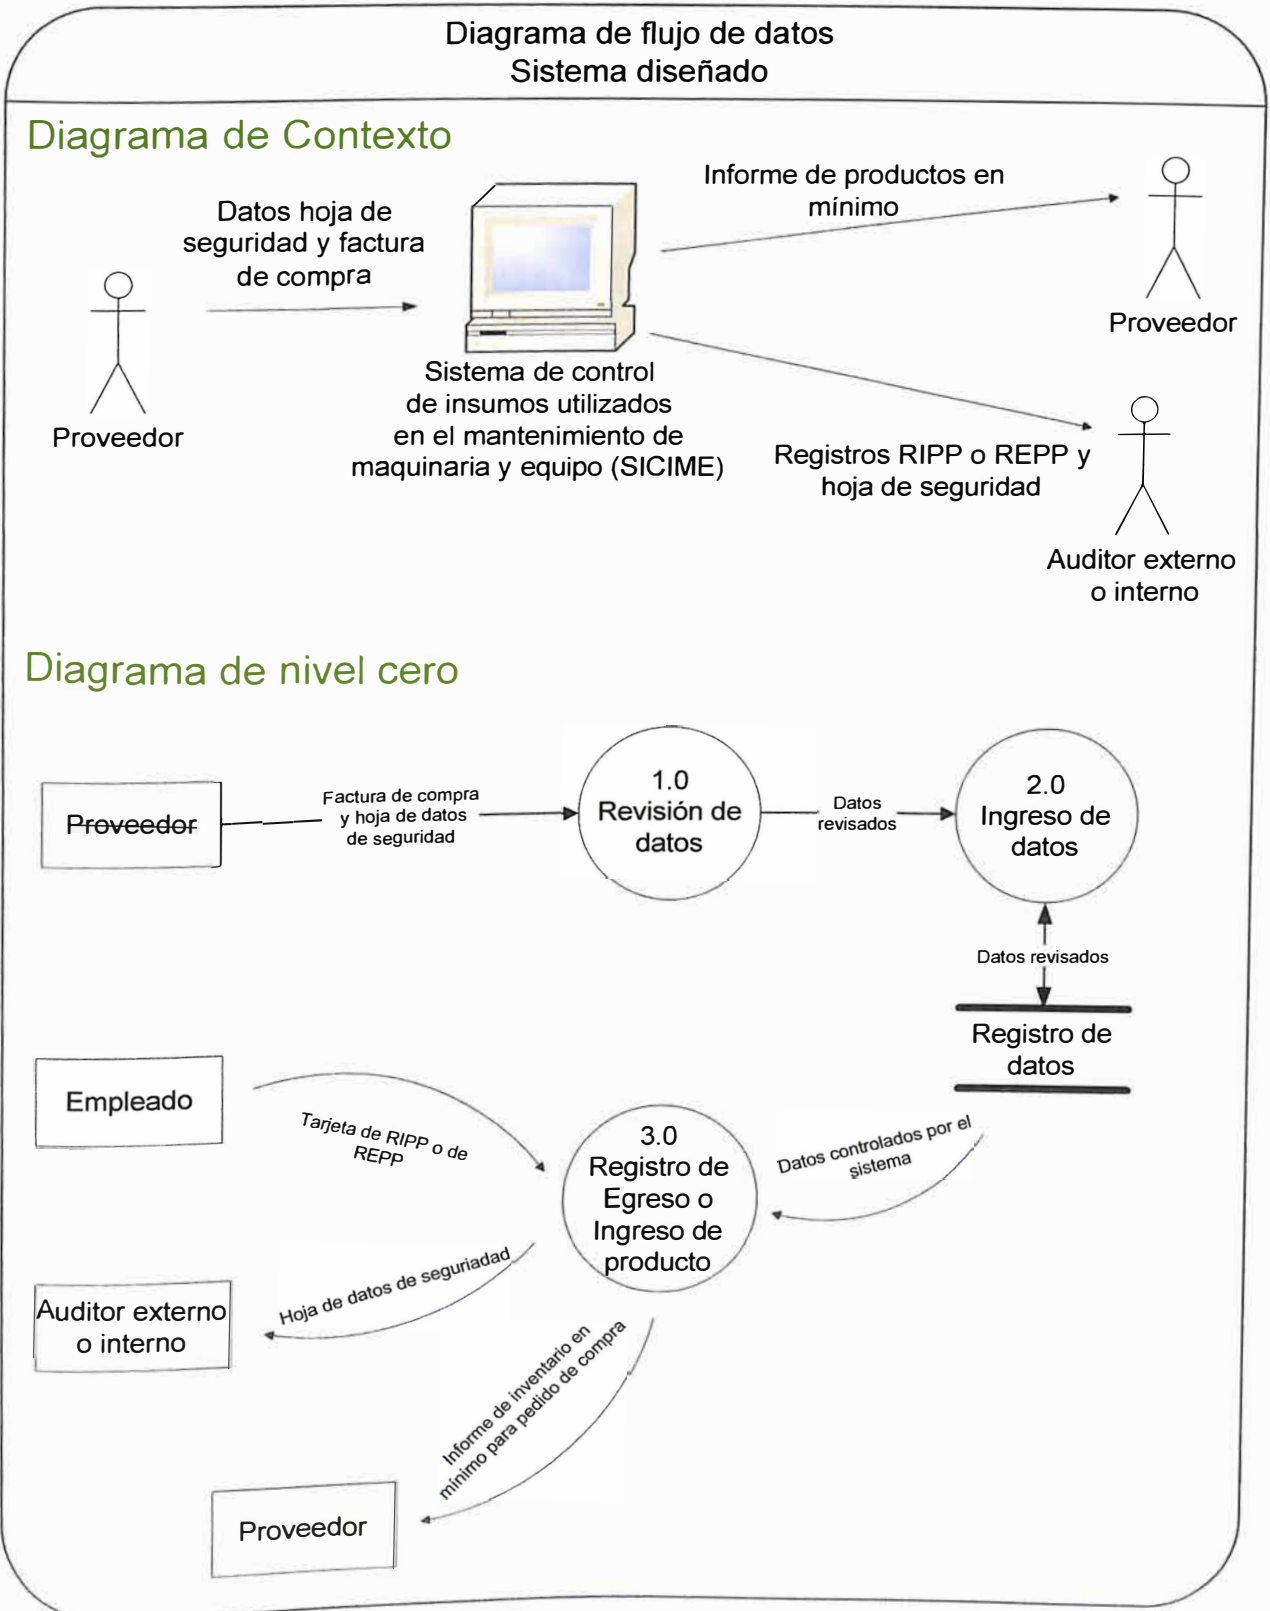 Diagrama de flujo de datos
Sistema diseñado
Diagrama de Contexto
Datos hoja de
seguridad y factura
de compra
Proveedor
Sistema de control
de insumos utilizados
en el mantenimiento de
maquinaria y equipo (SICIME)
Informe de productos en
mínimo
Proveedor
Registros RIPP o REPP y
hoja de seguridad
Auditor externo
o interno
Diagrama de nivel cero
Proveedor
Factura de compra
y hoja de datos
de seguridad
1.0
Revisión de
datos
Datos
revisados
2.0
Ingreso de
datos
Datos revisados
Registro de
datos
Empleado
Tarjeta de RIPP o de
REPP
3.0
Registro de
Egreso o
Ingreso de
producto
Datos controlados por el
sistema
Auditor externo
o interno
Hoja de datos de seguriadad
Informe de inventario en
mínimo para pedido de compra
Proveedor